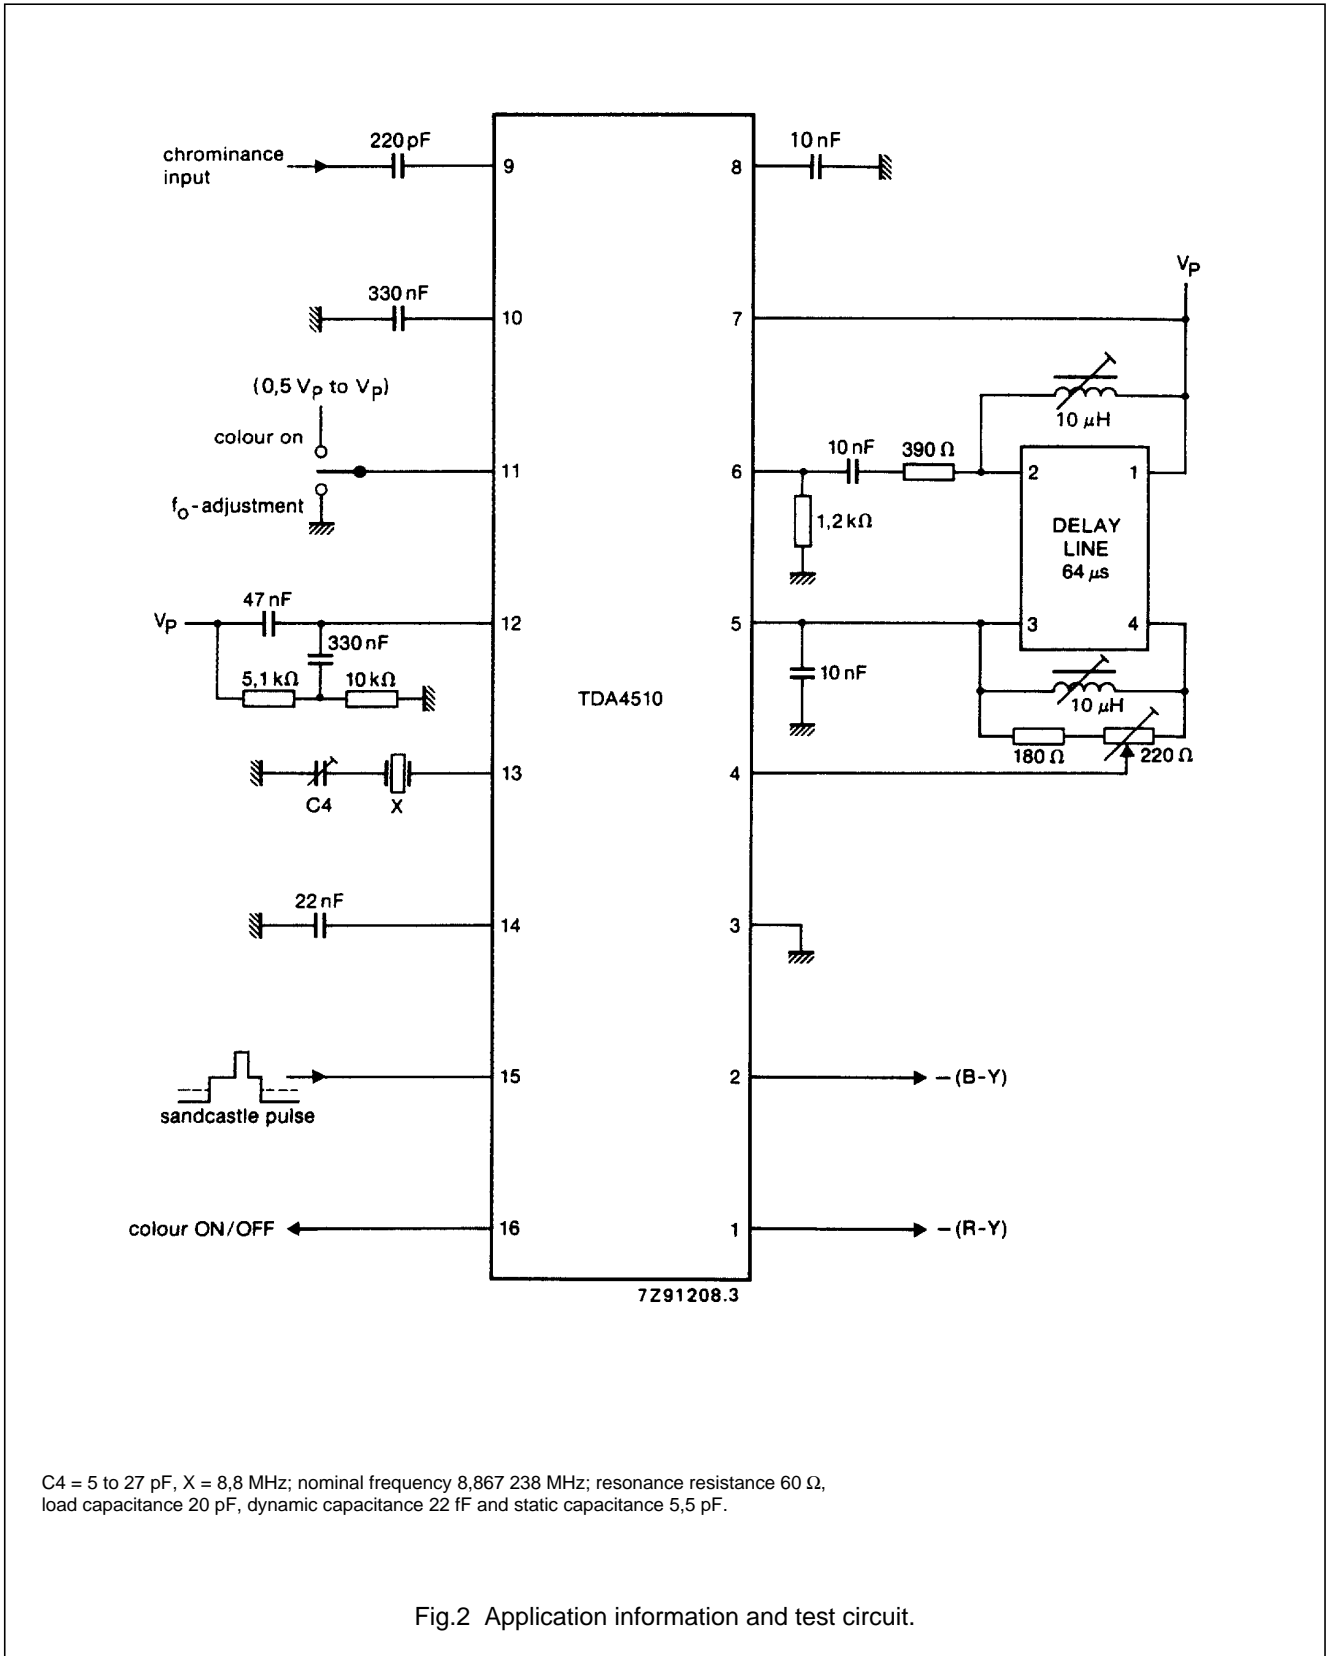 220 pF
10 nF
chrominance
input
9
8
VP
330 nF
10
7
(0,5 VP to VP)
10 μH
colour on
10 nF
390 Ω
11
6
2
1
fo-adjustment
1,2 kΩ
DELAY
LINE
64 μs
47 nF
VP
12
5
3
4
330 nF
5,1 kΩ
10 kΩ
10 nF
TDA4510
10 μH
180 Ω
220 Ω
13
4
C4
X
22 nF
14
3
15
2
−(B-Y)
sandcastle pulse
colour ON/OFF
16
1
−(R-Y)
7Z91208.3
C4 = 5 to 27 pF, X = 8,8 MHz; nominal frequency 8,867 238 MHz; resonance resistance 60 Ω,
load capacitance 20 pF, dynamic capacitance 22 fF and static capacitance 5,5 pF.
Fig.2 Application information and test circuit.